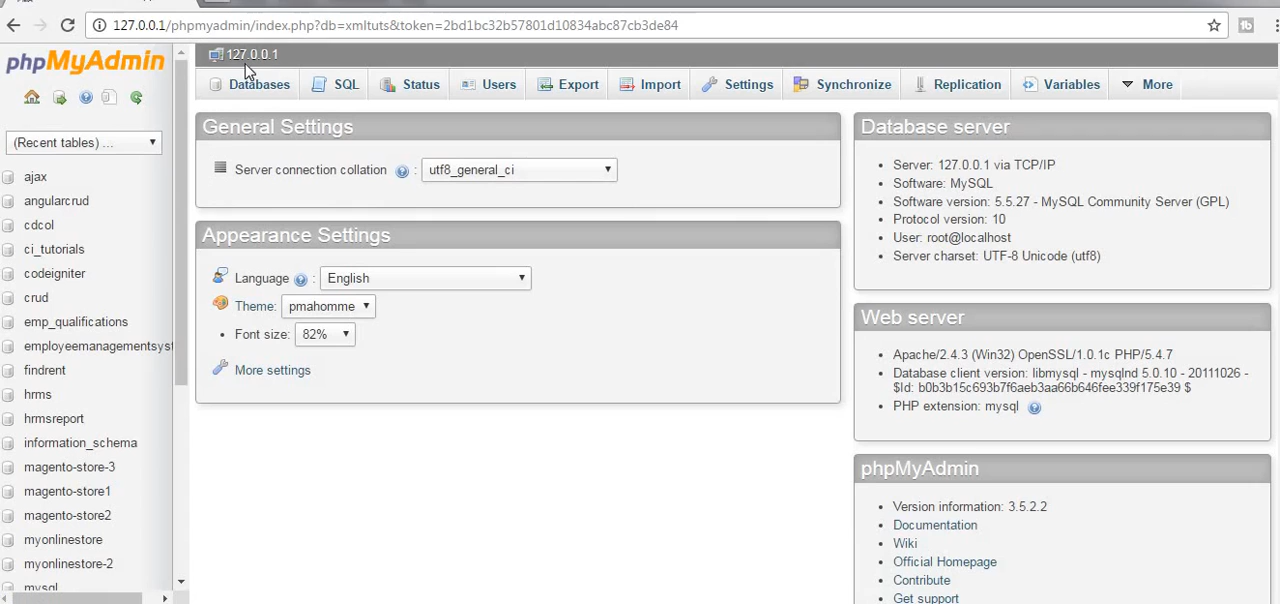 127.0.0.1/phpmyadmin/index.php?db=xmltuts&token=2bd1bc32b57801d10834abc87cb3de84
phpMyAdmin
(Recent tables) ...
ajax
angularcrud
cdcol
ci_tutorials
codeigniter
crud
emp_qualifications
employeemanagementsyst
findrent
hrms
hrmsreport
information_schema
magento-store-3
magento-store1
magento-store2
myonlinestore
myonlinestore-2
mysql
127.0.0.1
Databases SQL Status Users Export Import Settings Synchronize Replication Variables More
General Settings
Server connection collation : utf8_general_ci
Appearance Settings
Language : English
Theme: pmahomme
• Font size: 82%
More settings
Database server
• Server: 127.0.0.1 via TCP/IP
• Software: MySQL
• Software version: 5.5.27 - MySQL Community Server (GPL)
• Protocol version: 10
• User: root@localhost
• Server charset: UTF-8 Unicode (utf8)
Web server
• Apache/2.4.3 (Win32) OpenSSL/1.0.1c PHP/5.4.7
• Database client version: libmysql - mysqlnd 5.0.10 - 20111026 -
$Id: b0b3b15c693b7f6aeb3aa66b646fee339f175e39 $
• PHP extension: mysql
phpMyAdmin
• Version information: 3.5.2.2
• Documentation
• Wiki
• Official Homepage
• Contribute
• Get support